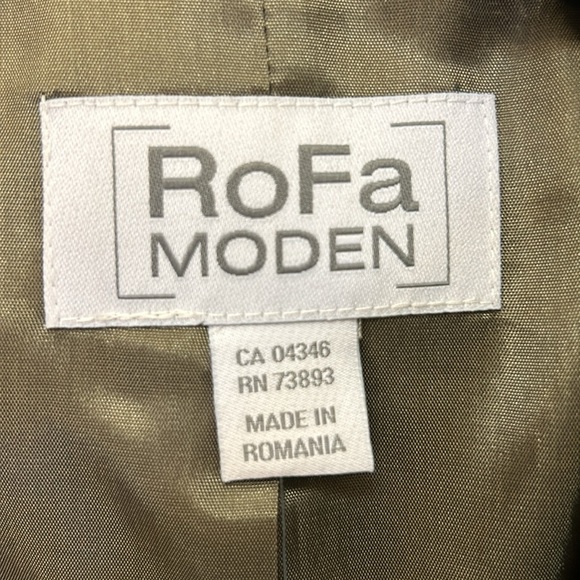 RoFa
MODEN
CA 04346
RN 73893
MADE IN
ROMANIA